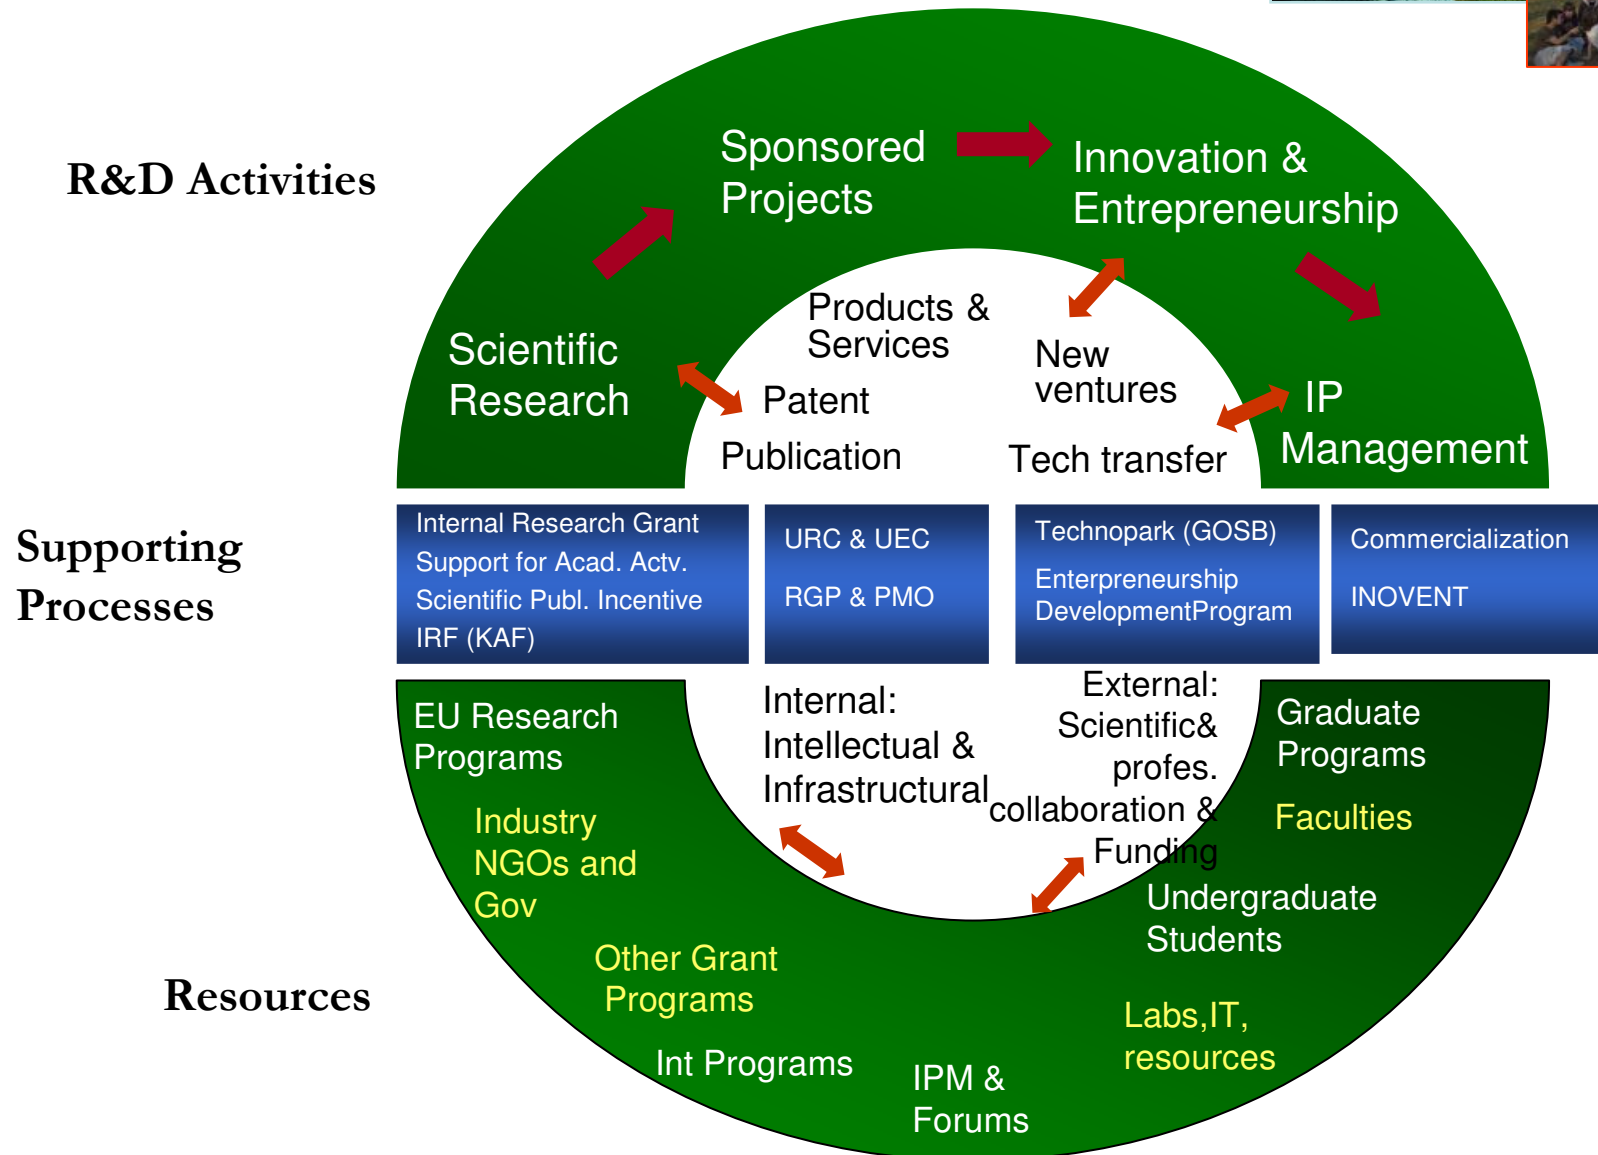 R&D Activities
Sponsored
Projects
Innovation &
Entrepreneurship
Scientific
Research
Products &
Services
Patent
Publication
New
ventures
Tech transfer
IP
Management
Supporting
Processes
Internal Research Grant
Support for Acad. Actv.
Scientific Publ. Incentive
IRF (KAF)
URC & UEC
RGP & PMO
Technopark (GOSB)
Enterpreneurship
DevelopmentProgram
Commercialization
INOVENT
Resources
EU Research
Programs
Industry
NGOs and
Gov
Other Grant
Programs
Int Programs
IPM &
Forums
Internal:
Intellectual &
Infrastructural
External:
Scientific&
profes.
collaboration &
Funding
Graduate
Programs
Faculties
Undergraduate
Students
Labs,IT,
resources